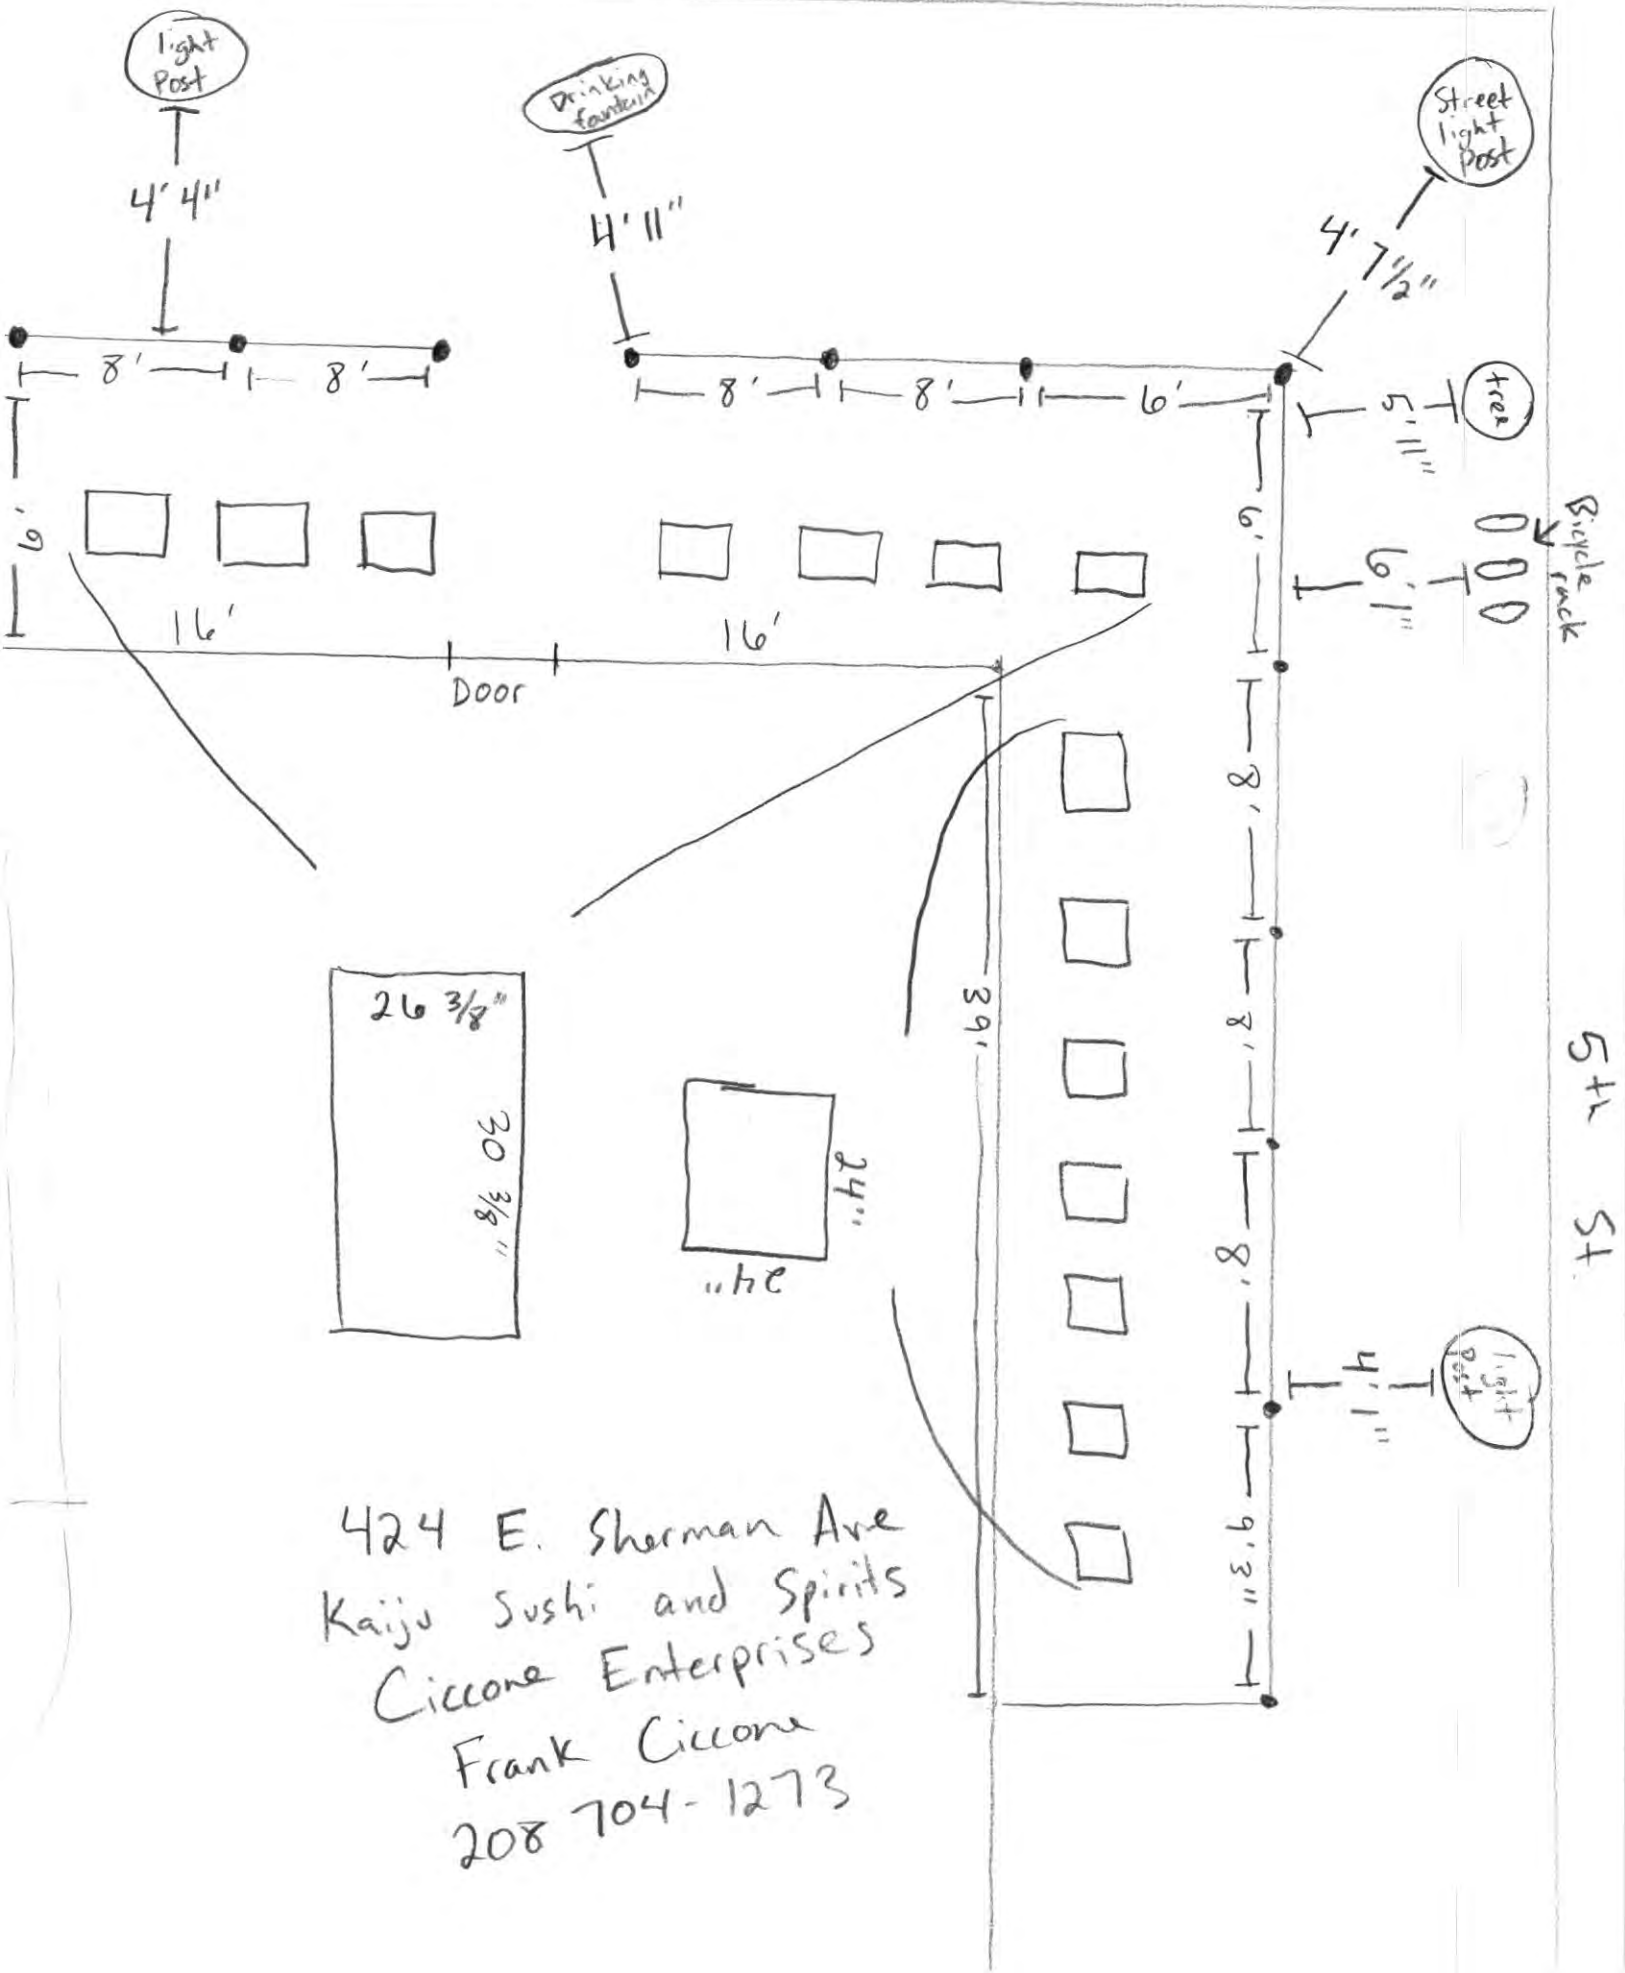 light
Post
Drinking
fountain
Street
light
post
4' 4"
4' 11"
4' 7 1/2"
8'
8'
8'
8'
6'
5' 11"
tree
6'
6'
6' 1"
Bicycle
rack
16'
16'
Door
8'
39'
8'
5th St.
26 3/8"
30 3/8"
24"
24"
8'
4' 1"
light
post
9'3"
424 E. Sherman Ave
Kaiju Sushi and Spirits
Ciccone Enterprises
Frank Ciccone
208 704-1273